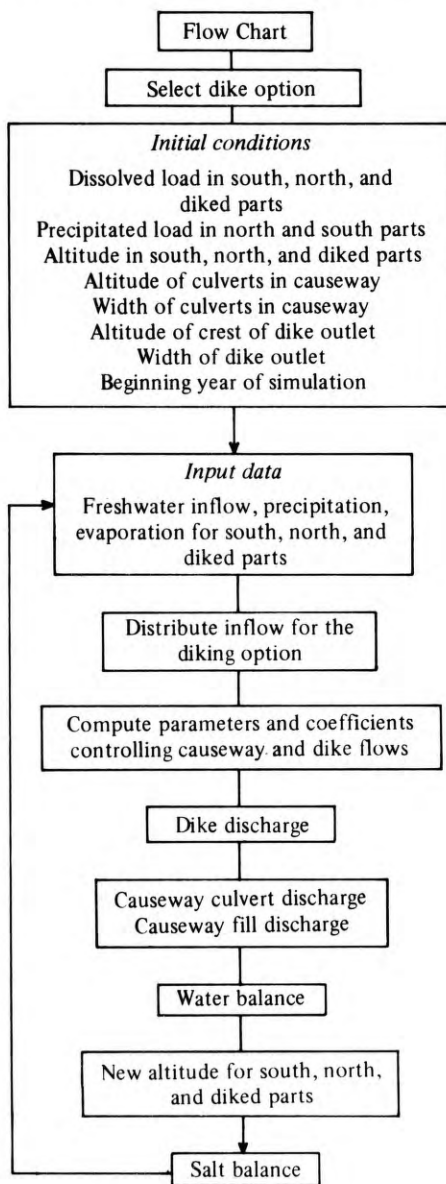 Flow Chart
Select dike option
Initial conditions
Dissolved load in south, north, and
diked parts
Precipitated load in north and south parts
Altitude in south, north, and diked parts
Altitude of culverts in causeway
Width of culverts in causeway
Altitude of crest of dike outlet
Width of dike outlet
Beginning year of simulation
Input data
Freshwater inflow, precipitation,
evaporation for south, north, and
diked parts
Distribute inflow for the
diking option
Compute parameters and coefficients
controlling causeway and dike flows
Dike discharge
Causeway culvert discharge
Causeway fill discharge
Water balance
New altitude for south, north,
and diked parts
Salt balance